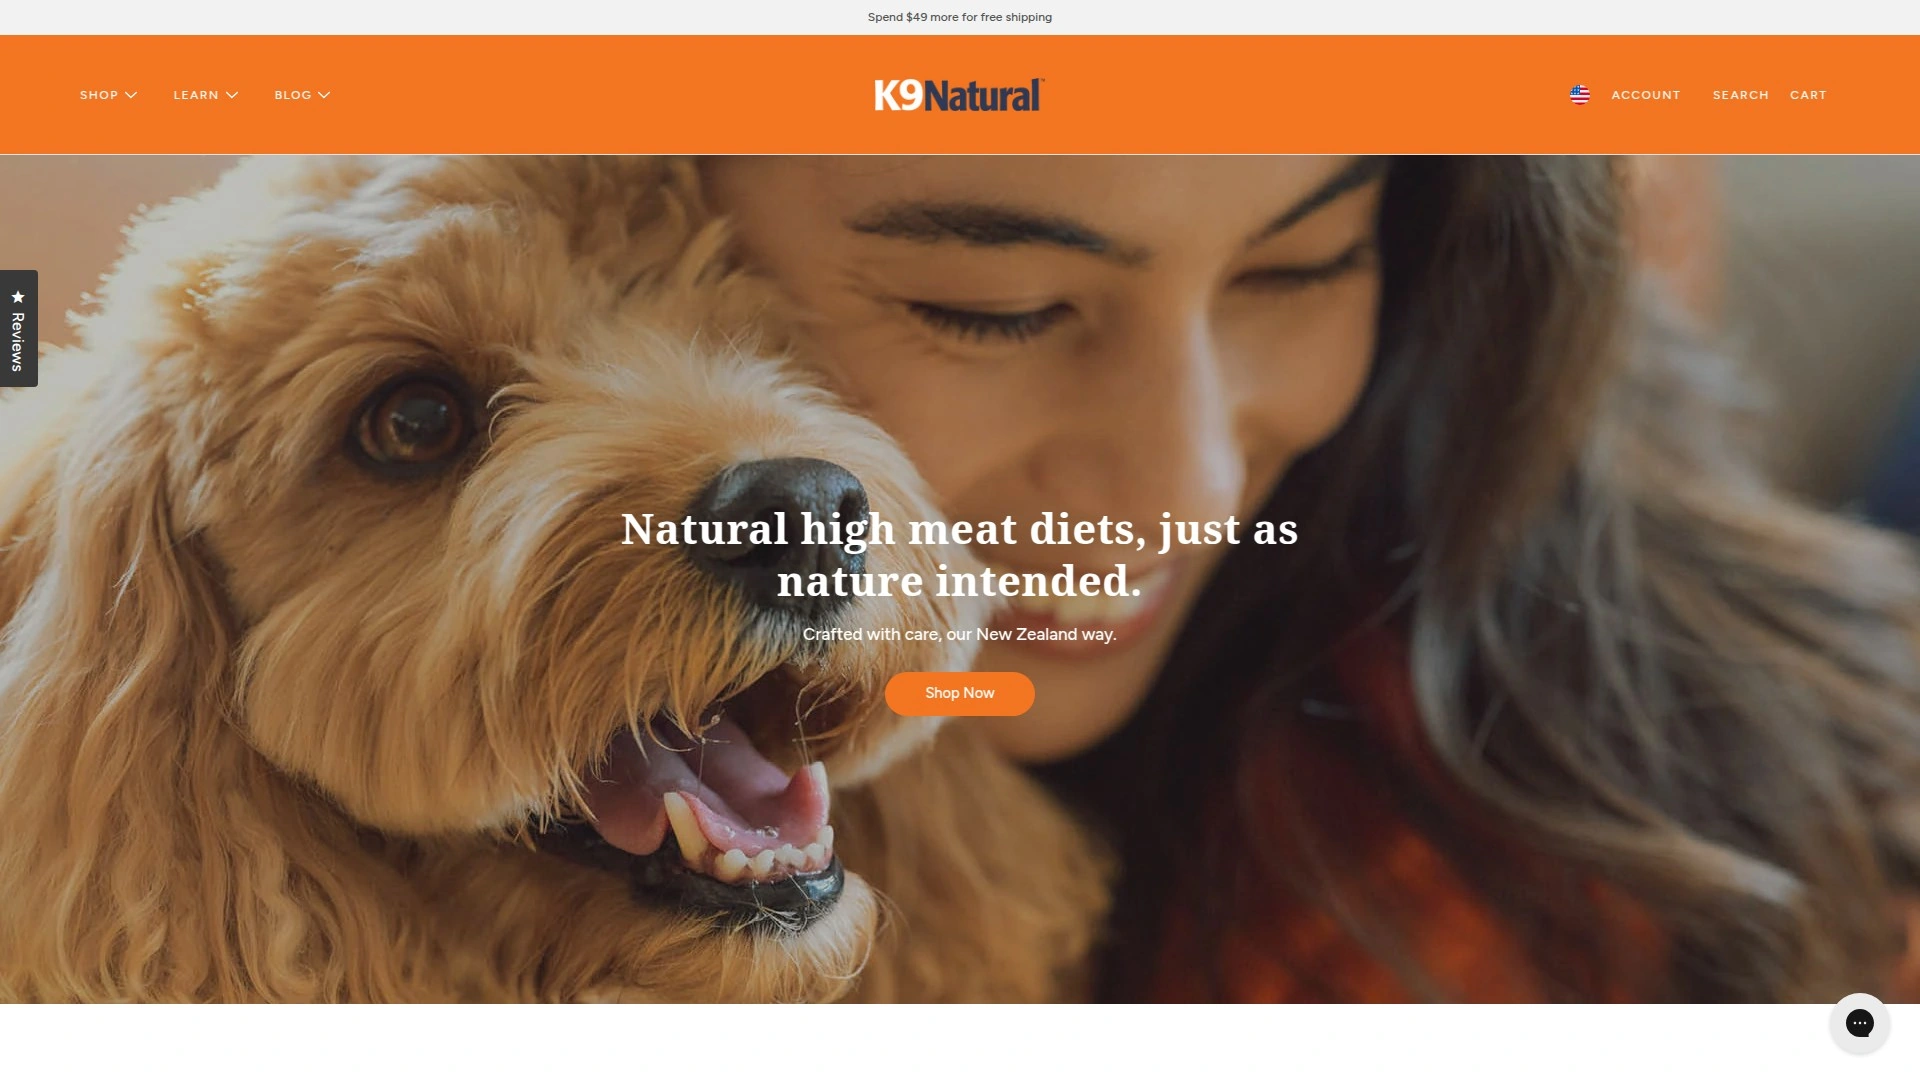 Spend $49 more for free shipping
SHOP
LEARN
BLOG
K9Natural™
ACCOUNT
SEARCH
CART
Reviews
Natural high meat diets, just as
nature intended.
Crafted with care, our New Zealand way.
Shop Now